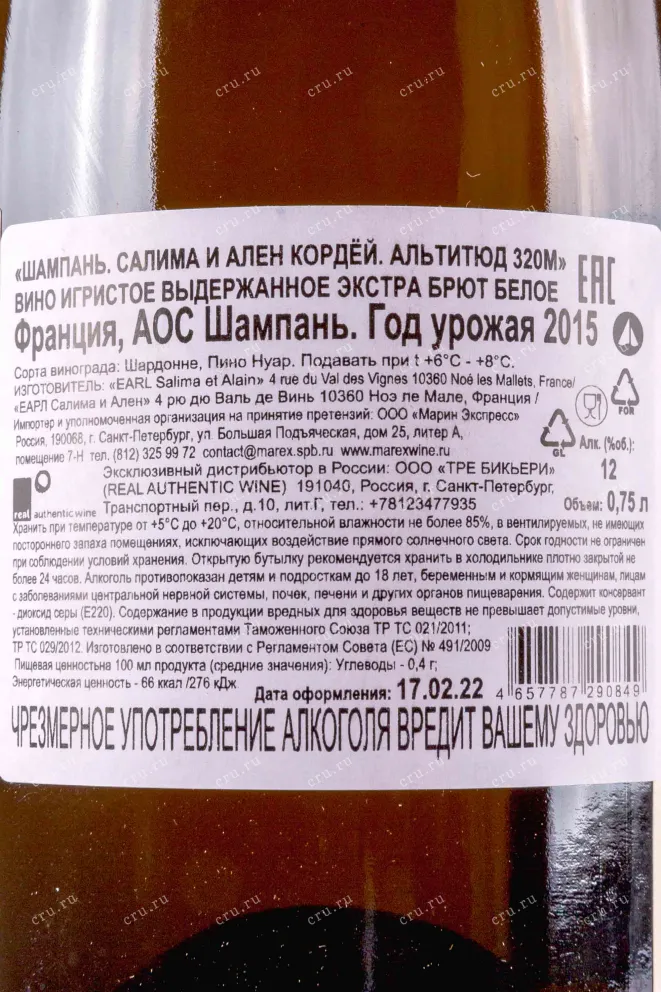 «ШАМПАНЬ. САЛИМА И АЛЕН КОРДЁЙ. АЛЬТИТЮД 320М»
ВИНО ИГРИСТОЕ ВЫДЕРЖАННОЕ ЭКСТРА БРЮТ БЕЛОЕ
EAC
Франция, АОС Шампань. Год урожая 2015
Сорта винограда: Шардонне, Пино Нуар. Подавать при t +6°C - +8°C.
ИЗГОТОВИТЕЛЬ: «EARL Salima et Alain» 4 rue du Val des Vignes 10360 Noé les Mallets, France/
«ЕАРЛ Салима и Ален» 4 рю дю Валь де Винь 10360 Ноэ ле Мале, Франция /
Импортер и уполномоченная организация на принятие претензий: ООО «Марин Экспресс»
Россия, 190068, г. Санкт-Петербург, ул. Большая Подъяческая, дом 25, литер А,
помещение 7-Н тел. (812) 325 99 72 contact@marex.spb.ru www.marexwine.ru
FOR
GL
Алк. (%об.):
12
Эксклюзивный дистрибьютор в России: ООО «ТРЕ БИКЬЕРИ»
(REAL AUTHENTIC WINE) 191040, Россия, г. Санкт-Петербург,
Транспортный пер., д.10, лит.Г, тел.: +78123477935
real authentic wine
Объем: 0,75 л
Хранить при температуре от +5°C до +20°C, относительной влажности не более 85%, в вентилируемых, не имеющих
постороннего запаха помещениях, исключающих воздействие прямого солнечного света. Срок годности не ограничен
при соблюдении условий хранения. Открытую бутылку рекомендуется хранить в холодильнике плотно закрытой не
более 24 часов. Алкоголь противопоказан детям и подросткам до 18 лет, беременным и кормящим женщинам, лицам
с заболеваниями центральной нервной системы, почек, печени и других органов пищеварения. Содержит консервант
- диоксид серы (Е220). Содержание в продукции вредных для здоровья веществ не превышает допустимые уровни,
установленные техническими регламентами Таможенного Союза ТР ТС 021/2011;
ТР ТС 029/2012. Изготовлено в соответствии с Регламентом Совета (ЕС) № 491/2009
Пищевая ценностьна 100 мл продукта (средние значения): Углеводы - 0,4 г;
Энергетическая ценность - 66 ккал /276 кДж
Дата оформления: 17.02.22
4 657787 290849
ЧРЕЗМЕРНОЕ УПОТРЕБЛЕНИЕ АЛКОГОЛЯ ВРЕДИТ ВАШЕМУ ЗДОРОВЬЮ
cru.ru